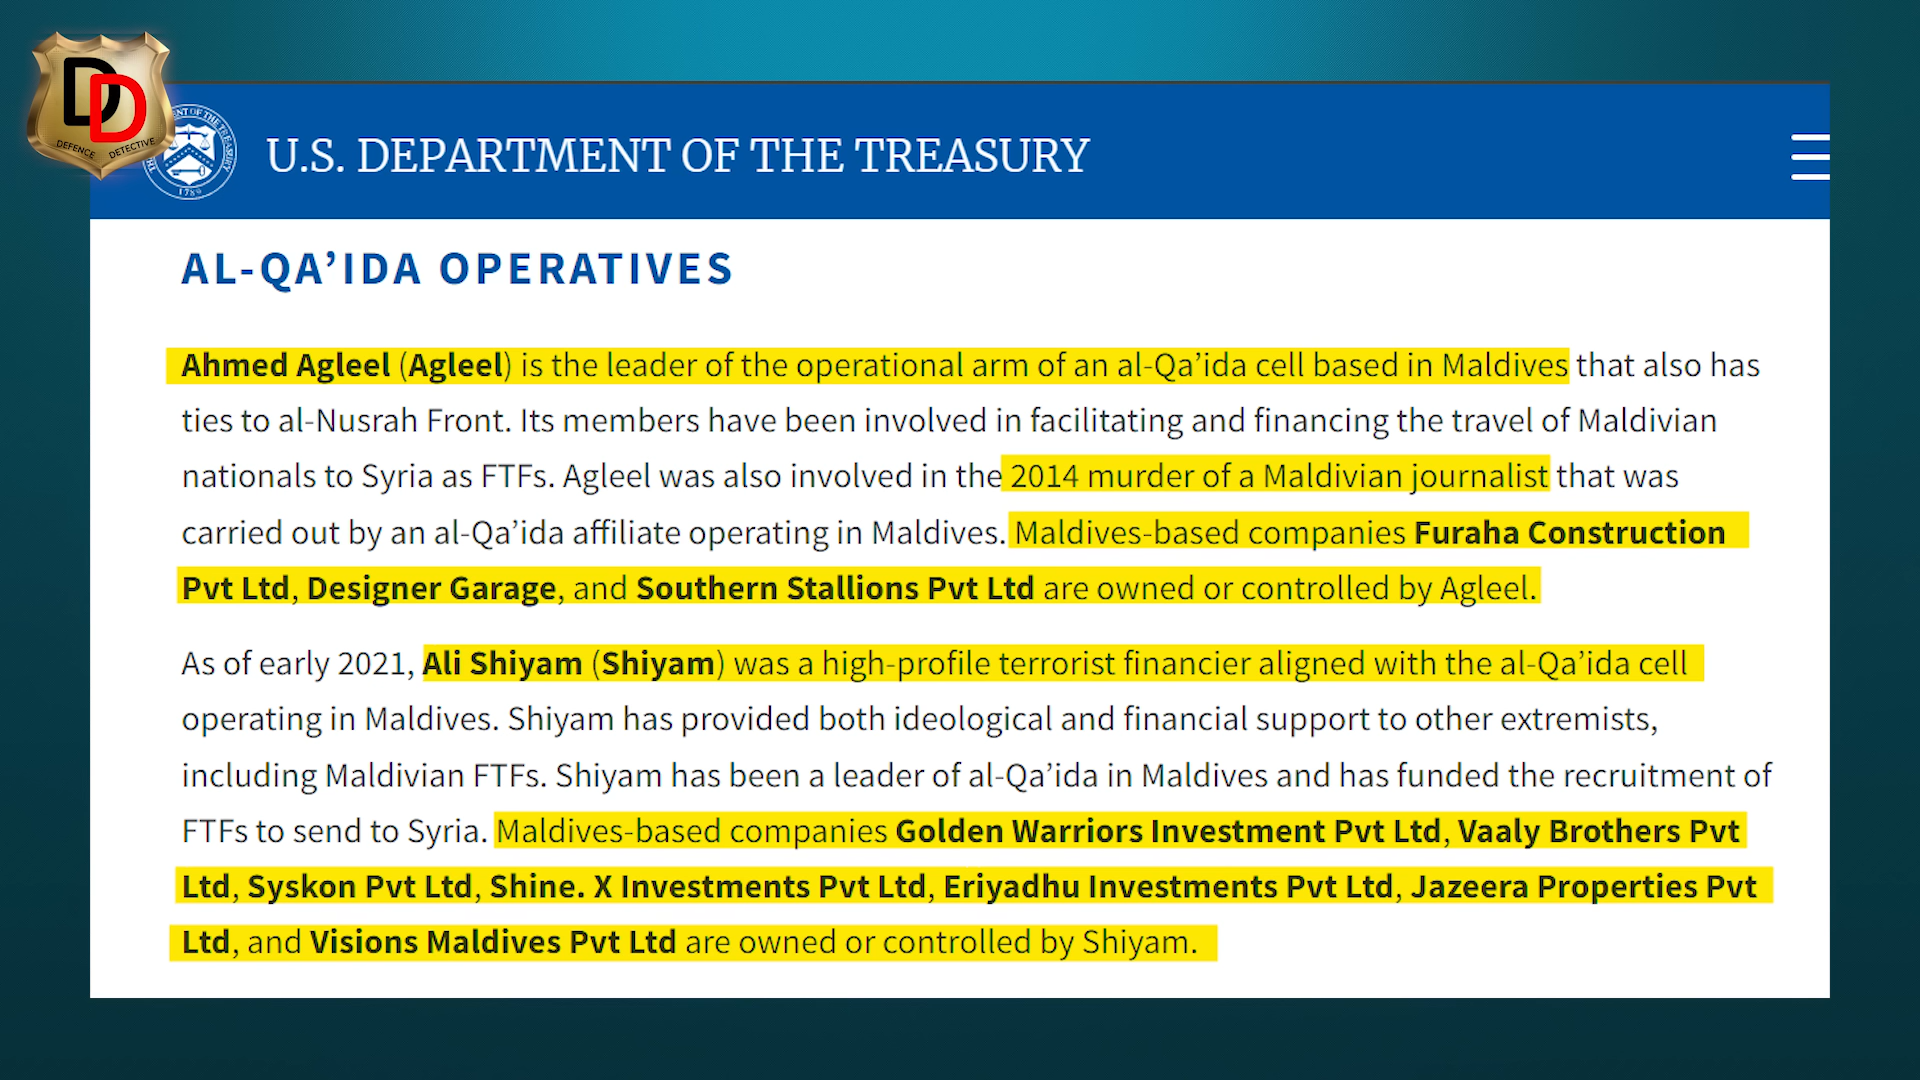 DD
DEFENCE DETECTIVE
1789
U.S. DEPARTMENT OF THE TREASURY
AL-QA’IDA OPERATIVES
Ahmed Agleel (Agleel) is the leader of the operational arm of an al-Qa’ida cell based in Maldives that also has
ties to al-Nusrah Front. Its members have been involved in facilitating and financing the travel of Maldivian
nationals to Syria as FTFs. Agleel was also involved in the 2014 murder of a Maldivian journalist that was
carried out by an al-Qa’ida affiliate operating in Maldives. Maldives-based companies Furaha Construction
Pvt Ltd, Designer Garage, and Southern Stallions Pvt Ltd are owned or controlled by Agleel.
As of early 2021, Ali Shiyam (Shiyam) was a high-profile terrorist financier aligned with the al-Qa’ida cell
operating in Maldives. Shiyam has provided both ideological and financial support to other extremists,
including Maldivian FTFs. Shiyam has been a leader of al-Qa’ida in Maldives and has funded the recruitment of
FTFs to send to Syria. Maldives-based companies Golden Warriors Investment Pvt Ltd, Vaaly Brothers Pvt
Ltd, Syskon Pvt Ltd, Shine. X Investments Pvt Ltd, Eriyadhu Investments Pvt Ltd, Jazeera Properties Pvt
Ltd, and Visions Maldives Pvt Ltd are owned or controlled by Shiyam.